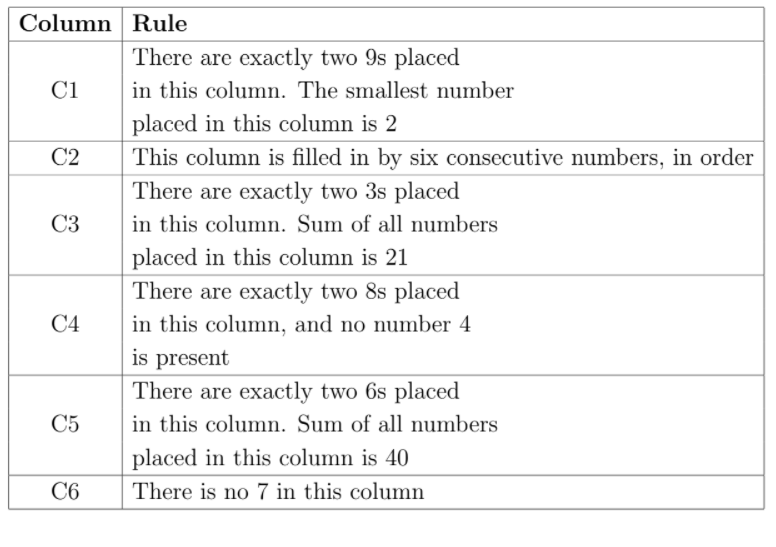 Column Rule
There are exactly two 9s placed
C1 in this column. The smallest number
placed in this column is 2
C2 This column is filled in by six consecutive numbers, in order
There are exactly two 3s placed
C3 in this column. Sum of all numbers
placed in this column is 21
There are exactly two 8s placed
C4 in this column, and no number 4
is present
There are exactly two 6s placed
C5 in this column. Sum of all numbers
placed in this column is 40
C6 There is no 7 in this column